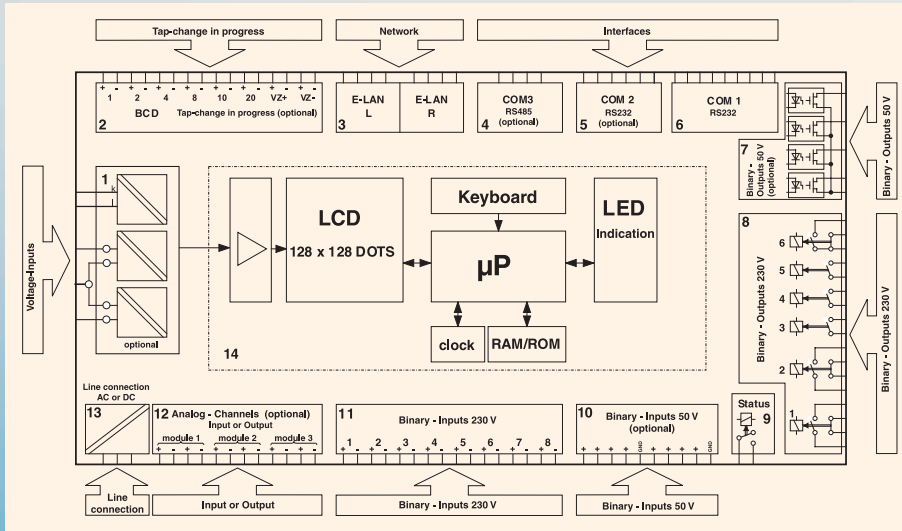 Tap-change in progress
Network
Interfaces
+ - + - + - + - + - + - + - + -
1 2 4 8 10 20 VZ+ VZ-
2 BCD Tap-change in progress (optional)
E-LAN L
E-LAN R
3
COM3
RS485
(optional)
4
COM 2
RS232
(optional)
5
COM 1
RS232
6
7
Binary - Outputs 50 V
(optional)
Binary - Outputs 50 V
Voltage-Inputs
1
k
l
optional
LCD
128 x 128 DOTS
Keyboard
µP
LED
Indication
clock
RAM/ROM
14
8
Binary - Outputs 230 V
6
5
4
3
2
1
Binary - Outputs 230 V
Status
9
Line connection
AC or DC
13
12 Analog - Channels (optional)
Input or Output
module 1 module 2 module 3
+ - + - + - + - + - + -
11
Binary - Inputs 230 V
1 2 3 4 5 6 7 8
+ - + - + - + - + - + - + - + -
10
Binary - Inputs 50 V
(optional)
+ + + + GND + + + + GND
Line
connection
Input or Output
Binary - Inputs 230 V
Binary - Inputs 50 V